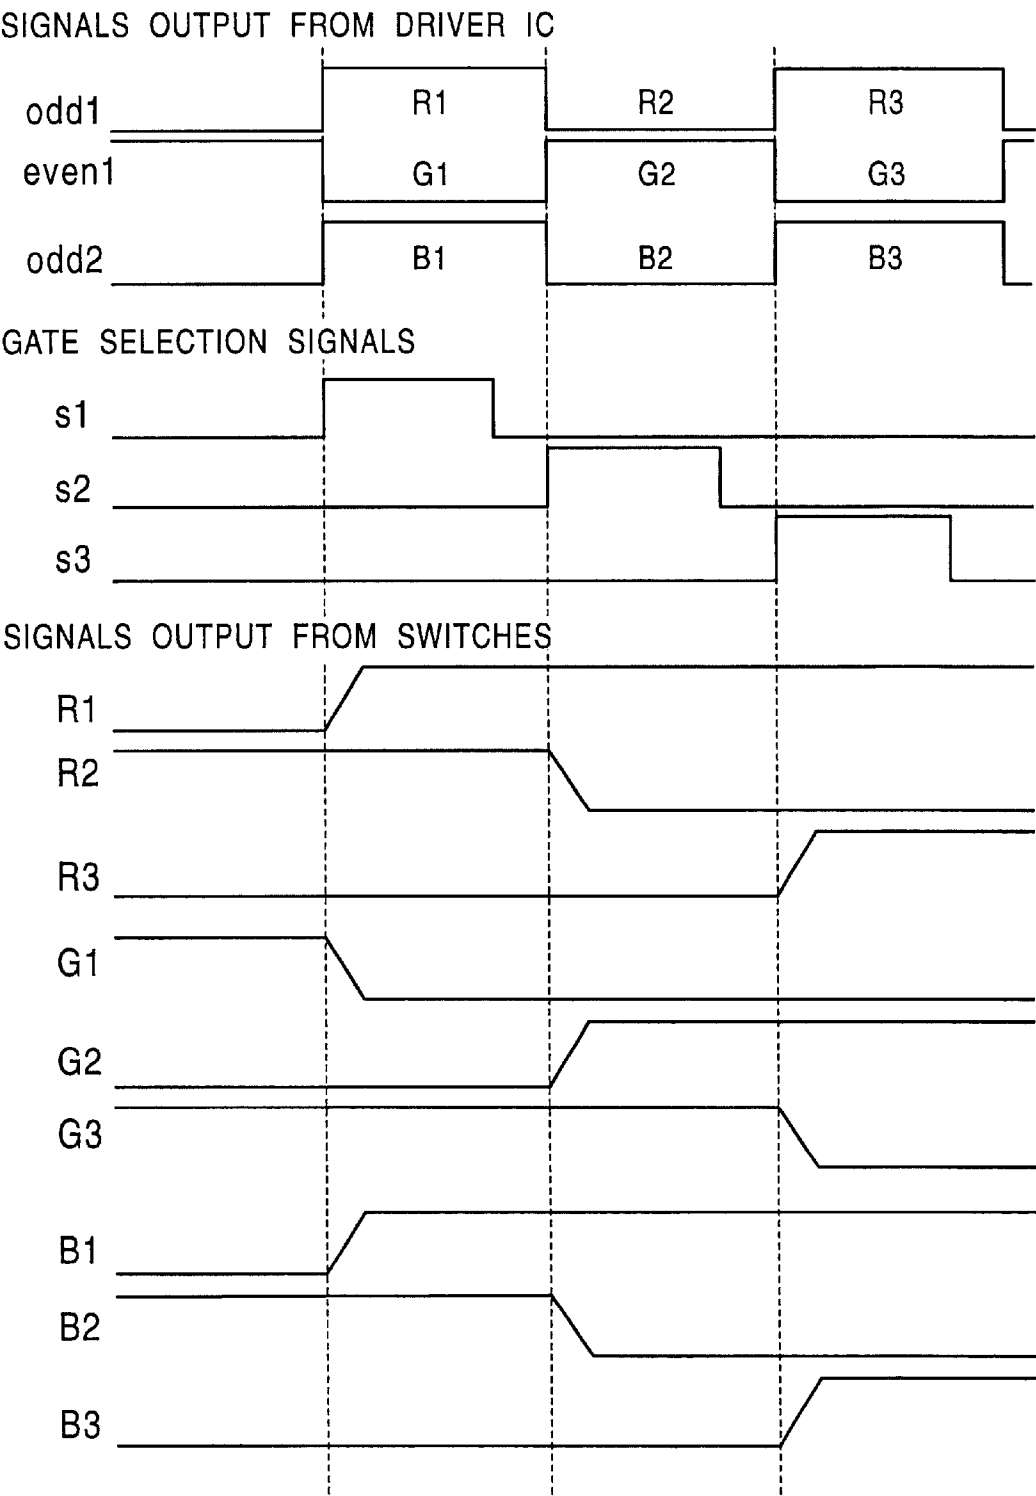 SIGNALS OUTPUT FROM DRIVER IC
odd1 R1 R2 R3
even1 G1 G2 G3
odd2 B1 B2 B3
GATE SELECTION SIGNALS
s1
s2
s3
SIGNALS OUTPUT FROM SWITCHES
R1
R2
R3
G1
G2
G3
B1
B2
B3